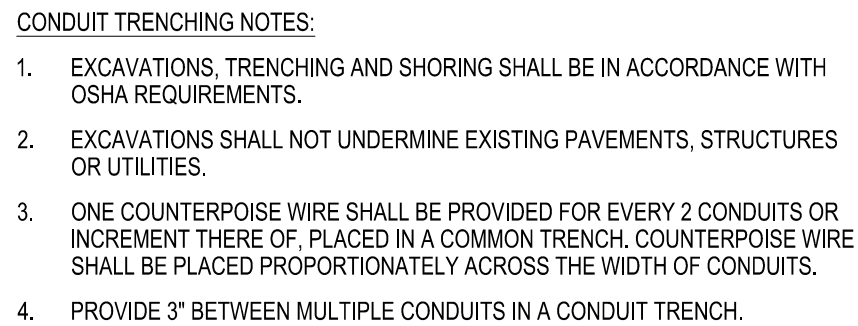 CONDUIT TRENCHING NOTES:
1. EXCAVATIONS, TRENCHING AND SHORING SHALL BE IN ACCORDANCE WITH
OSHA REQUIREMENTS.
2. EXCAVATIONS SHALL NOT UNDERMINE EXISTING PAVEMENTS, STRUCTURES
OR UTILITIES.
3. ONE COUNTERPOISE WIRE SHALL BE PROVIDED FOR EVERY 2 CONDUITS OR
INCREMENT THERE OF, PLACED IN A COMMON TRENCH. COUNTERPOISE WIRE
SHALL BE PLACED PROPORTIONATELY ACROSS THE WIDTH OF CONDUITS.
4. PROVIDE 3" BETWEEN MULTIPLE CONDUITS IN A CONDUIT TRENCH.